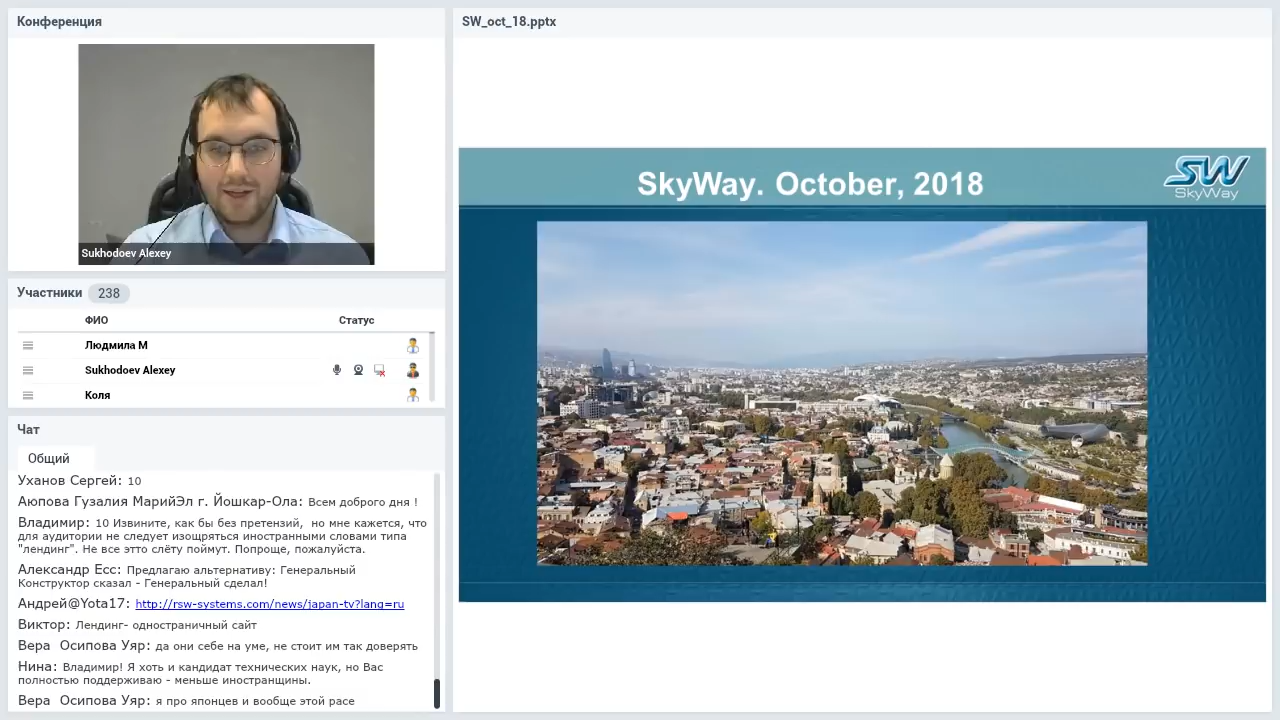 Конференция
Sukhodoev Alexey
Участники 238
ФИО Статус
Людмила М
Sukhodoev Alexey
Коля
Чат
Общий
Уханов Сергей: 10
Аюпова Гузалия МарийЭл г. Йошкар-Ола: Всем доброго дня !
Владимир: 10 Извините, как бы без претензий, но мне кажется, что
для аудитории не следует изощряться иностранными словами типа
"лендинг". Не все этто слёту поймут. Попроще, пожалуйста.
Александр Есс: Предлагаю альтернативу: Генеральный
Конструктор сказал - Генеральный сделал!
Андрей@Yota17: http://rsw-systems.com/news/japan-tv?lang=ru
Виктор: Лендинг- одностраничный сайт
Вера Осипова Уяр: да они себе на уме, не стоит им так доверять
Нина: Владимир! Я хоть и кандидат технических наук, но Вас
полностью поддерживаю - меньше иностранщины.
Вера Осипова Уяр: я про японцев и вообще этой расе
SW_oct_18.pptx
SkyWay. October, 2018
SW
SkyWay